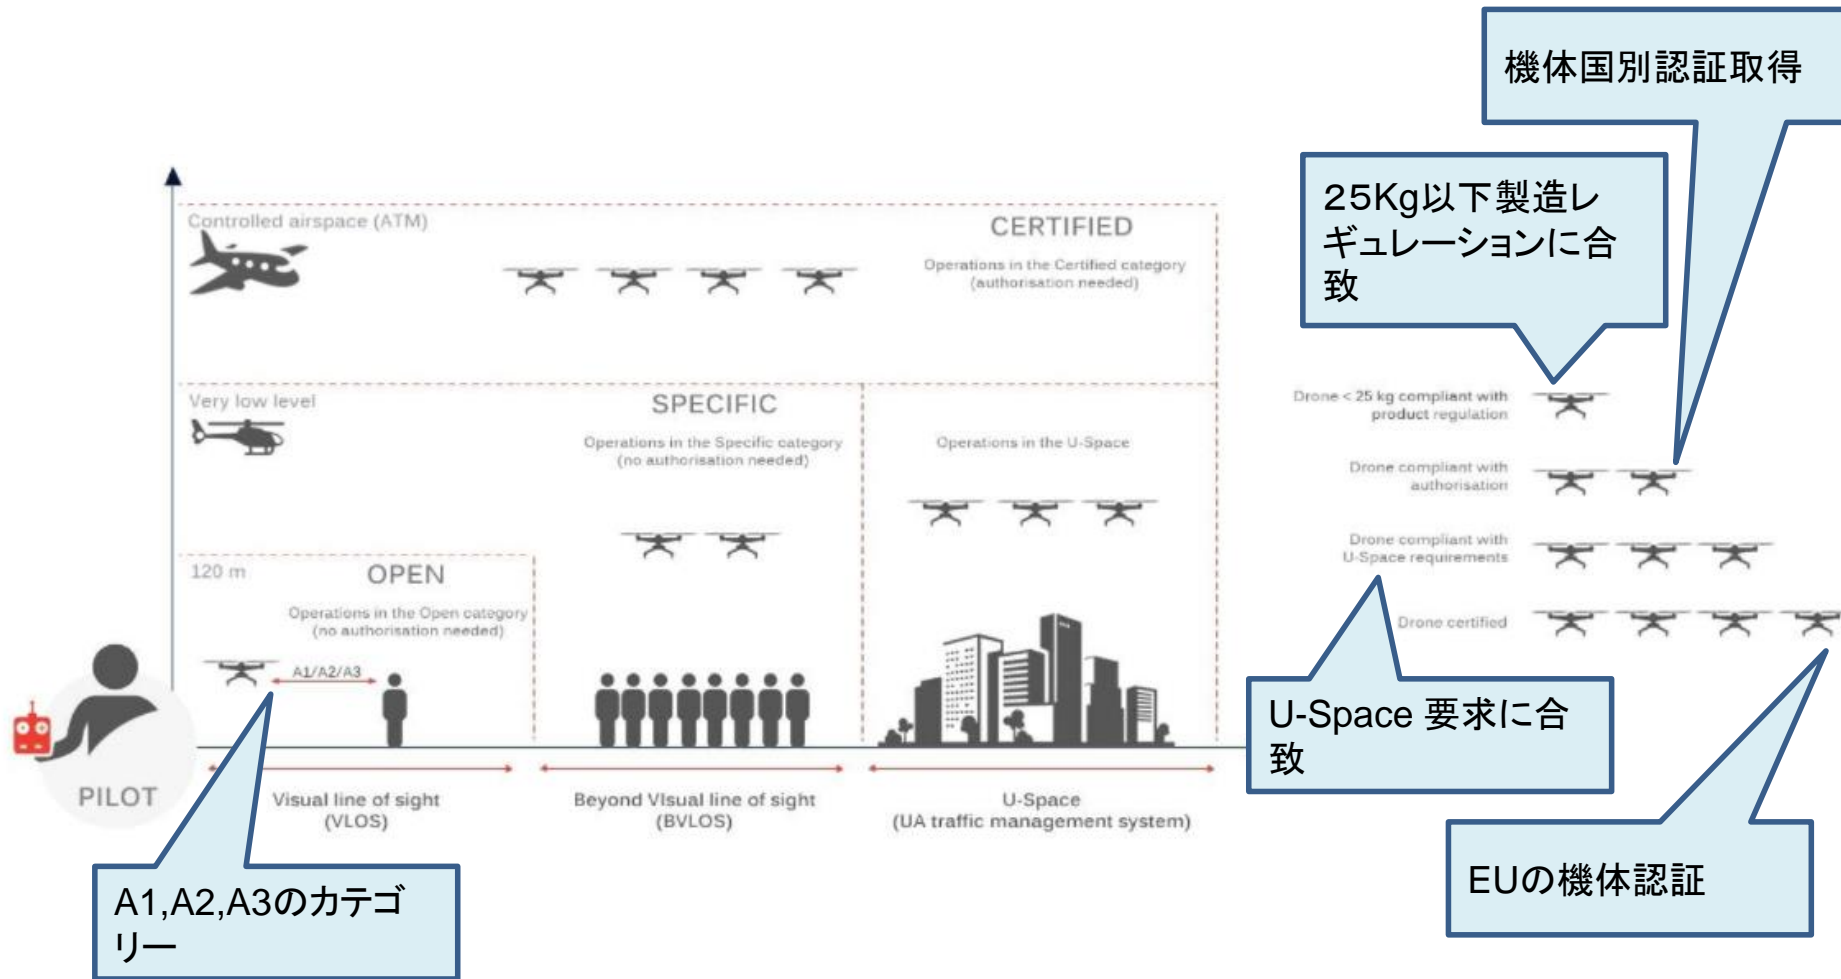 機体国別認証取得
25Kg以下製造レ
ギュレーションに合
致
Controlled airspace (ATM)
CERTIFIED
Operations in the Certified category
(authorisation needed)
Very low level
SPECIFIC
Operations in the Specific category
(no authorisation needed)
Operations in the U-Space
120 m
OPEN
Operations in the Open category
(no authorisation needed)
A1/A2/A3
PILOT
Visual line of sight
(VLOS)
Beyond VIsual line of sight
(BVLOS)
U-Space
(UA traffic management system)
Drone < 25 kg compliant with
product regulation
Drone compliant with
authorisation
Drone compliant with
U-Space requirements
Drone certified
U-Space 要求に合
致
EUの機体認証
A1,A2,A3のカテゴ
リー